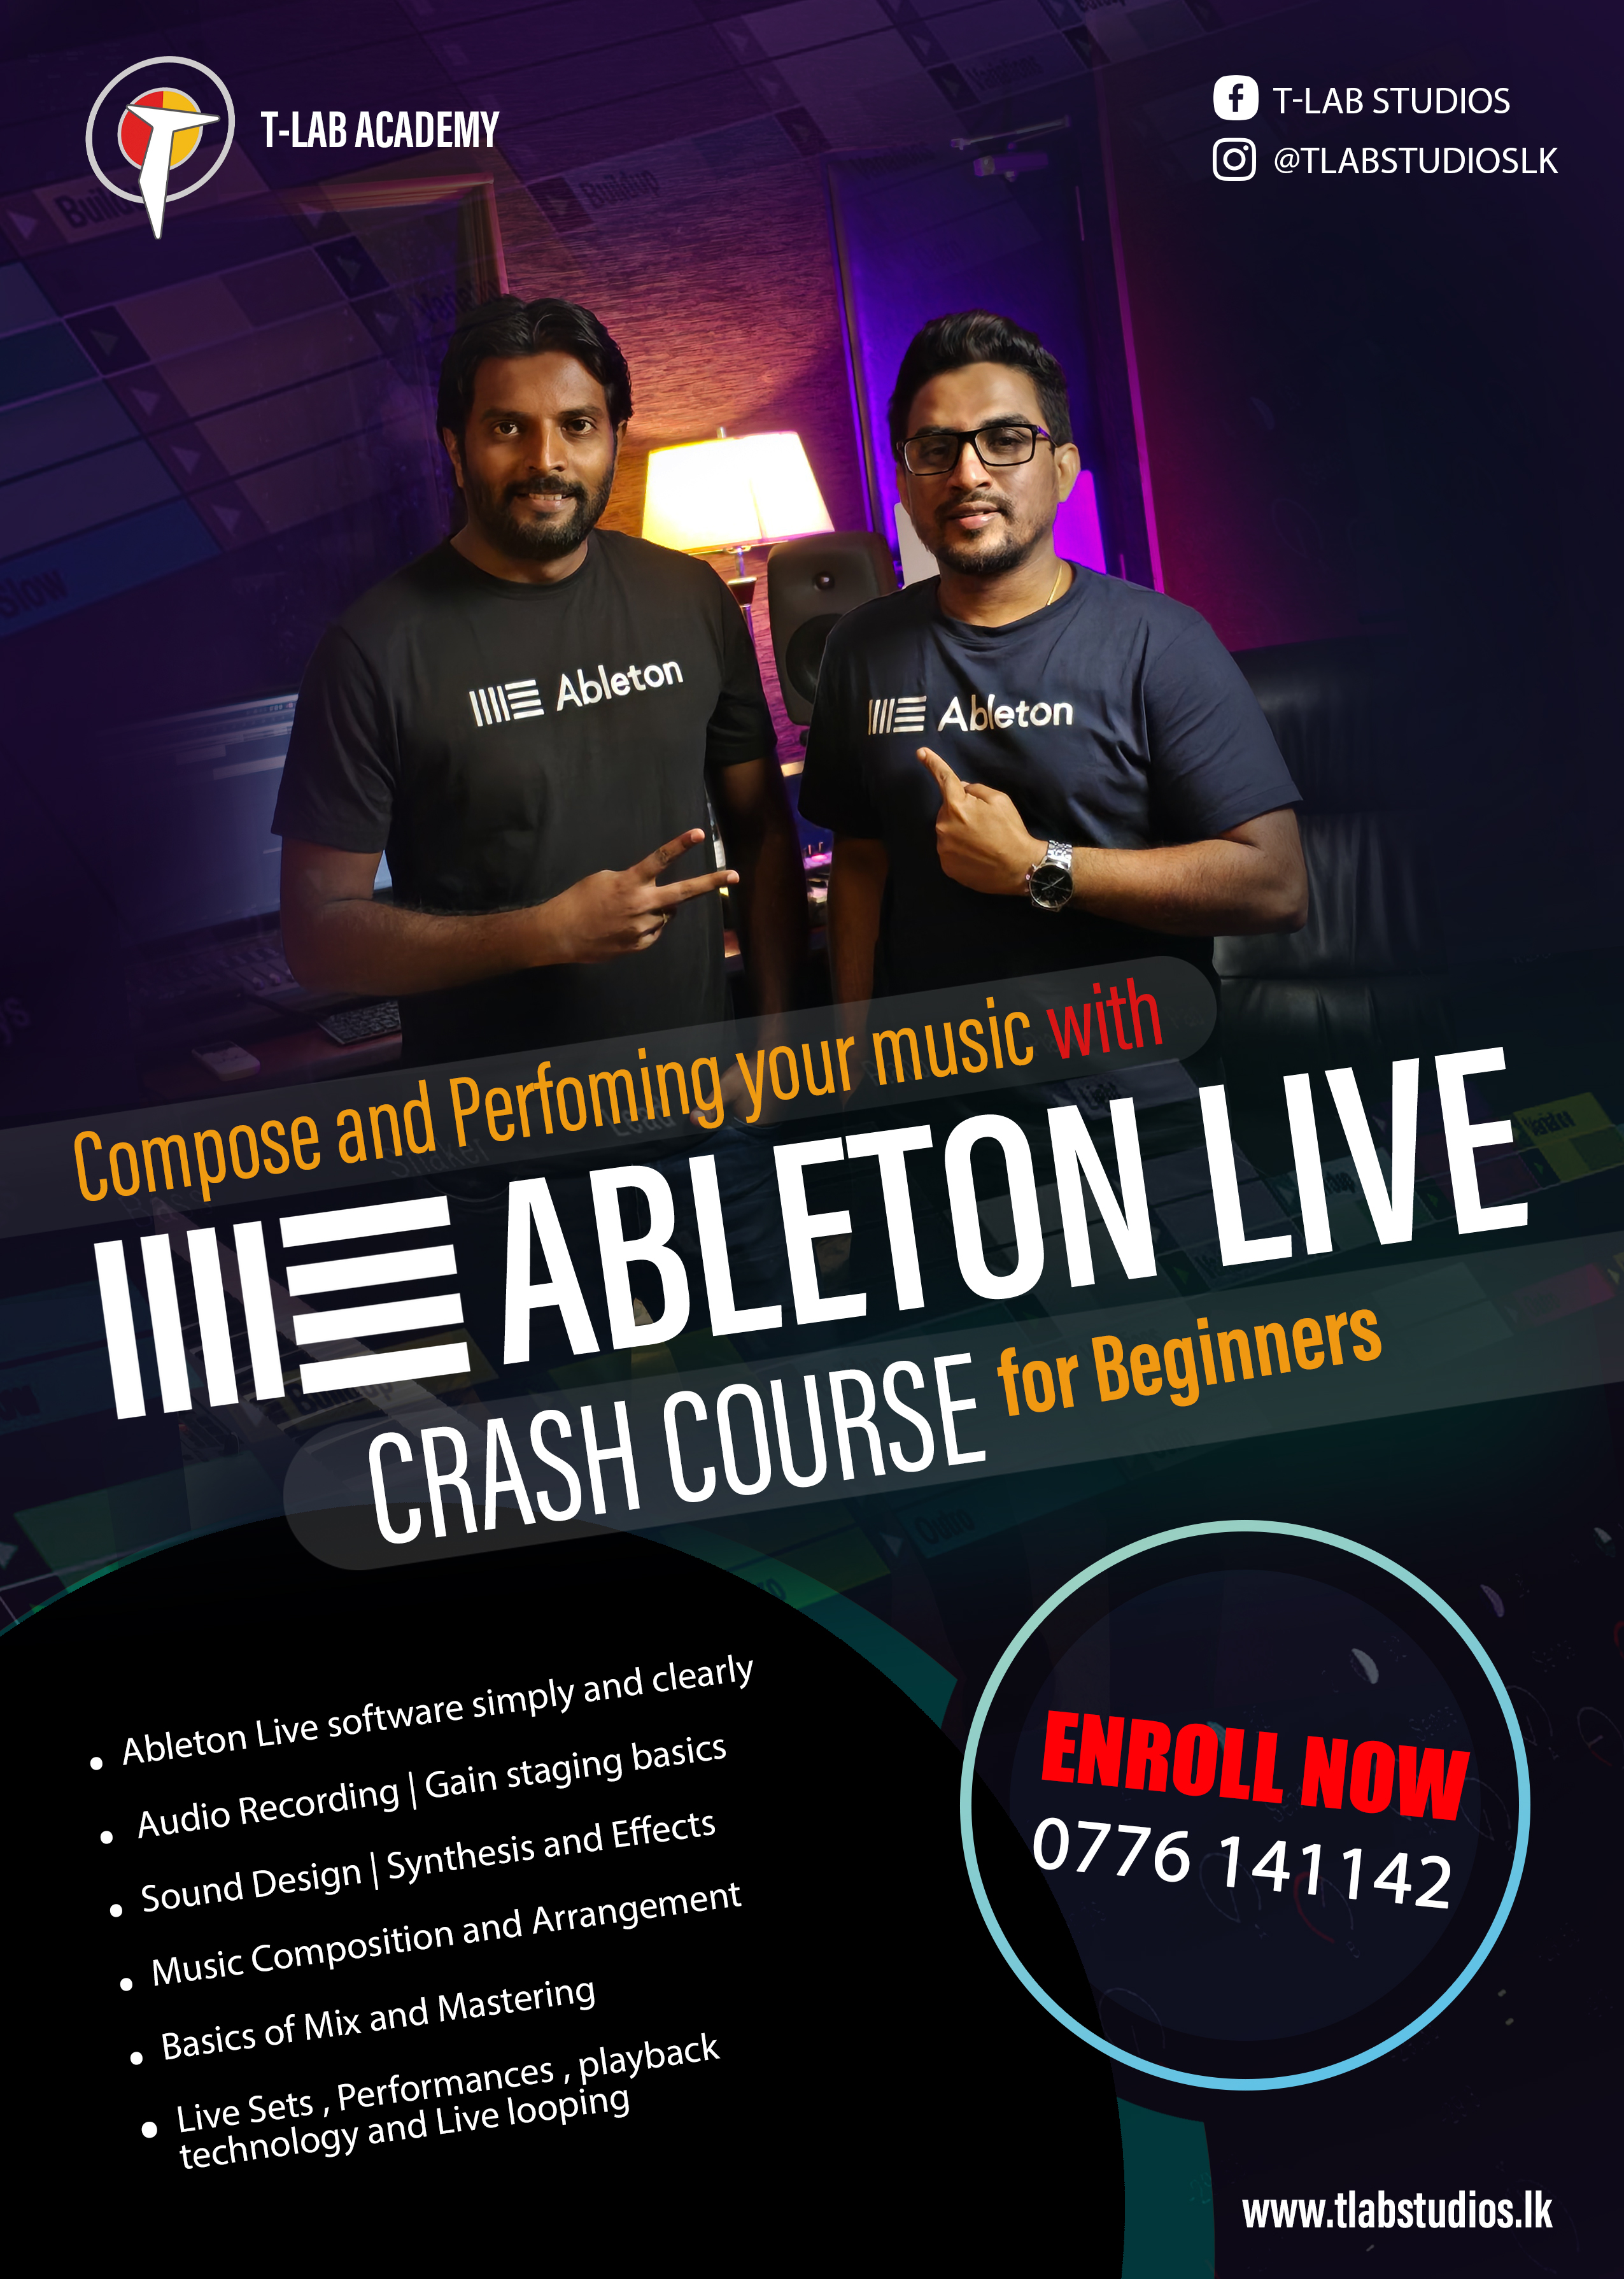 T-LAB ACADEMY
T-LAB STUDIOS
@TLABSTUDIOSLK
Ableton
Ableton
Compose and Perfoming your music with
ABLETON LIVE
CRASH COURSE for Beginners
• Ableton Live software simply and clearly
• Audio Recording | Gain staging basics
• Sound Design | Synthesis and Effects
• Music Composition and Arrangement
• Basics of Mix and Mastering
• Live Sets , Performances , playback
technology and Live looping
ENROLL NOW
0776 141142
www.tlabstudios.lk